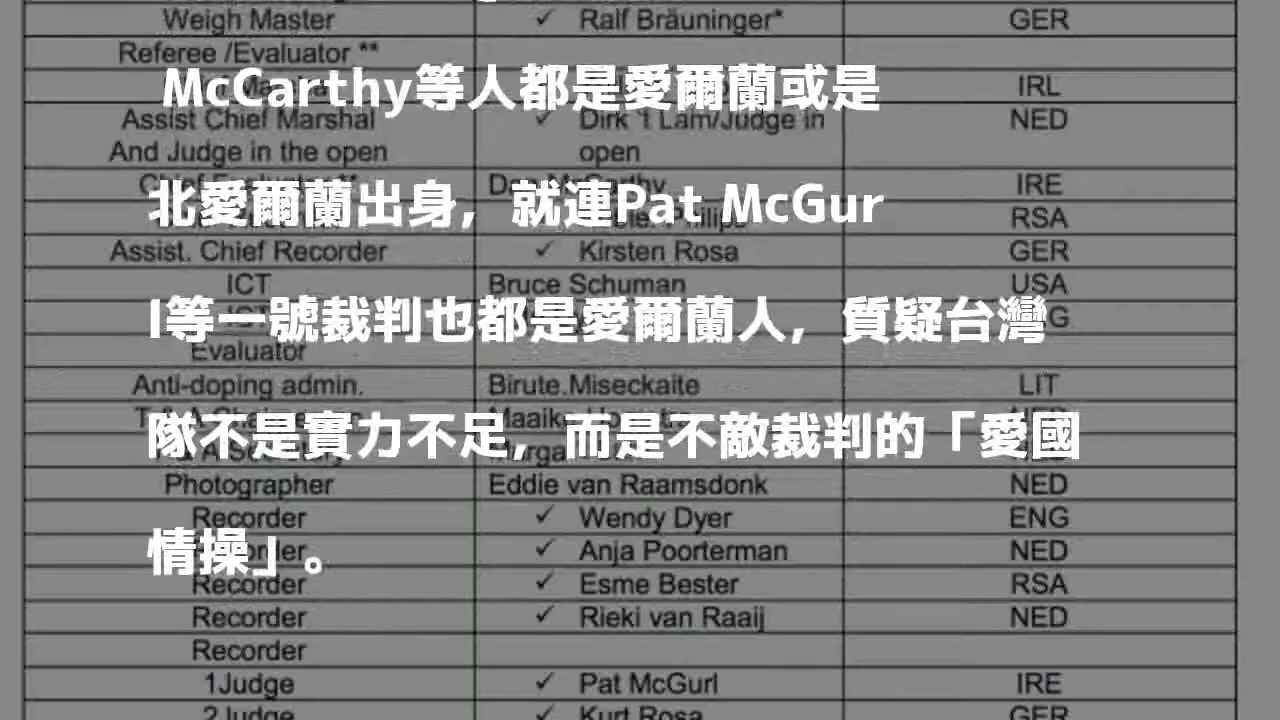 Weigh Master ✓ Ralf Bräuninger* GER
Referee /Evaluator **
McCarthy等人都是愛爾蘭或是
IRL
Assist Chief Marshal ✓ Dirk 't Lam/Judge in NED
And Judge in the open open
IRE
北愛爾蘭出身，就連Pat McGur
RSA
Assist. Chief Recorder ✓ Kirsten Rosa GER
ICT Bruce Schuman USA
l等一號裁判也都是愛爾蘭人，質疑台灣
Evaluator
Anti-doping admin. Birute.Miseckaite LIT
隊不是實力不足，而是不敵裁判的「愛國
Photographer Eddie van Raamsdonk NED
Recorder ✓ Wendy Dyer ENG
情操」。
✓ Anja Poorterman NED
Recorder ✓ Esme Bester RSA
Recorder ✓ Rieki van Raaij NED
Recorder
1Judge ✓ Pat McGurl IRE
2Judge ✓ Kurt Rosa GER